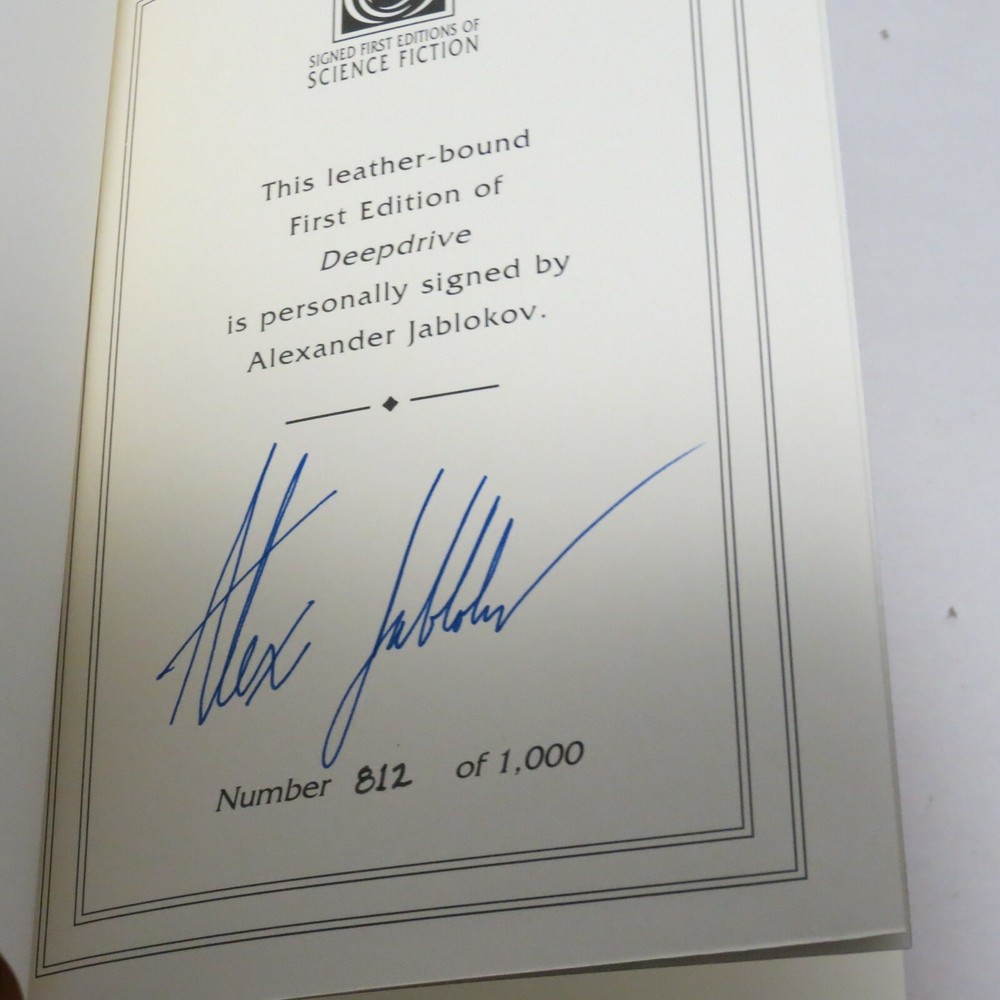 SIGNED FIRST EDITIONS OF
SCIENCE FICTION
This leather-bound
First Edition of
Deepdrive
is personally signed by
Alexander Jablokov.
Alex Jablokov
Number 812 of 1,000